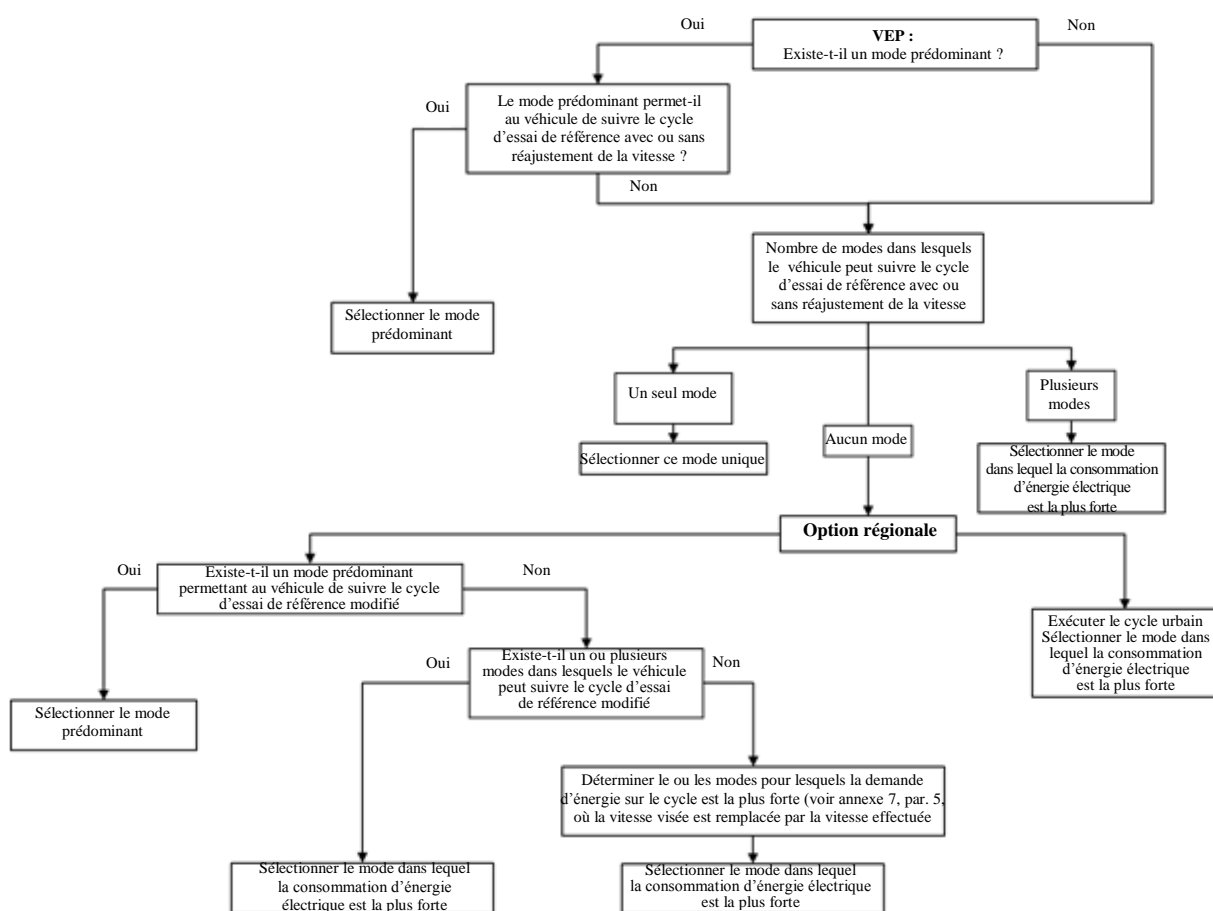 Oui
VEP :
Existe-t-il un mode prédominant ?
Non
Oui
Le mode prédominant permet-il
au véhicule de suivre le cycle
d’essai de référence avec ou sans
réajustement de la vitesse ?
Non
Nombre de modes dans lesquels
le véhicule peut suivre le cycle
d’essai de référence avec ou
sans réajustement de la vitesse
Sélectionner le mode
prédominant
Un seul mode
Aucun mode
Plusieurs
modes
Sélectionner ce mode unique
Sélectionner le mode
dans lequel la consommation
d’énergie électrique
est la plus forte
Option régionale
Oui
Existe-t-il un mode prédominant
permettant au véhicule de suivre le cycle
d’essai de référence modifié
Non
Exécuter le cycle urbain
Sélectionner le mode dans
lequel la consommation
d’énergie électrique
est la plus forte
Oui
Existe-t-il un ou plusieurs
modes dans lesquels le véhicule
peut suivre le cycle d’essai
de référence modifié
Non
Sélectionner le mode
prédominant
Déterminer le ou les modes pour lesquels la demande
d’énergie sur le cycle est la plus forte (voir annexe 7, par. 5,
où la vitesse visée est remplacée par la vitesse effectuée
Sélectionner le mode dans lequel
la consommation d’énergie
électrique est la plus forte
Sélectionner le mode dans lequel
la consommation d’énergie électrique
est la plus forte